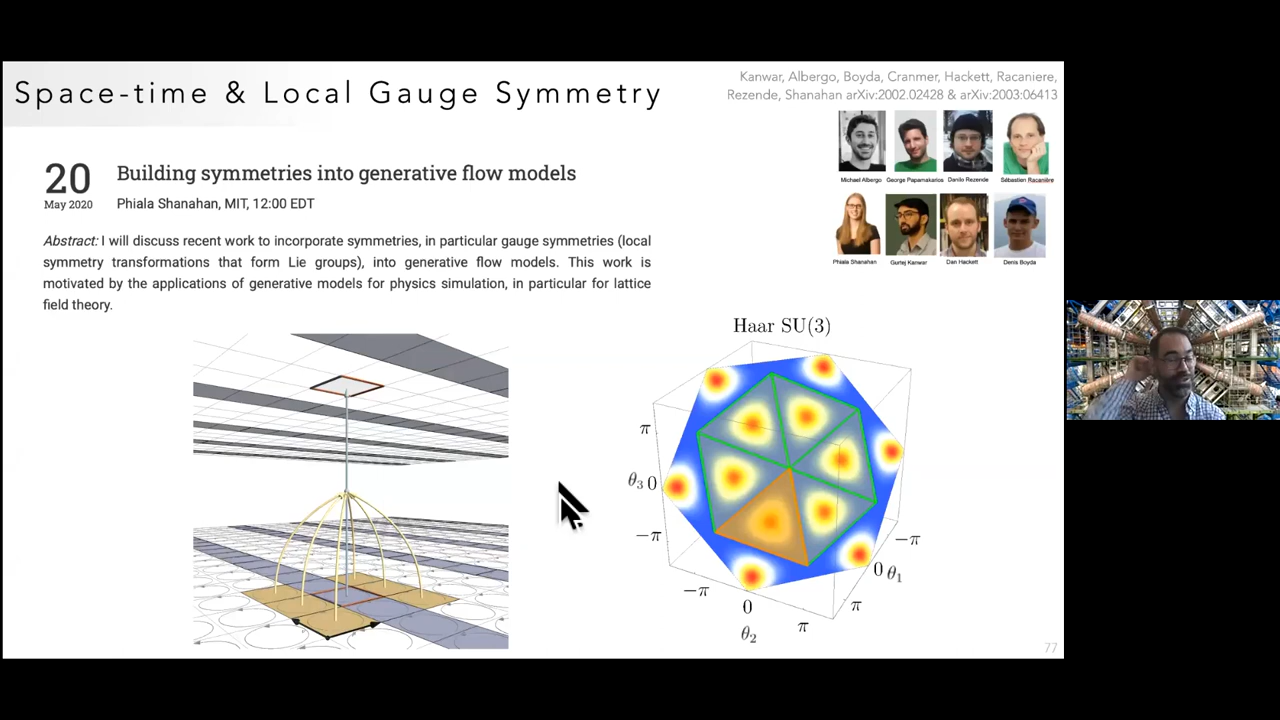 Space-time & Local Gauge Symmetry
Kanwar, Albergo, Boyda, Cranmer, Hackett, Racaniere,
Rezende, Shanahan arXiv:2002.02428 & arXiv:2003:06413
Michael Albergo
George Papamakarios
Danilo Rezende
Sébastien Racanière
Phiala Shanahan
Gurtej Kanwar
Dan Hackett
Denis Boyda
20
May 2020
Building symmetries into generative flow models
Phiala Shanahan, MIT, 12:00 EDT
Abstract: I will discuss recent work to incorporate symmetries, in particular gauge symmetries (local
symmetry transformations that form Lie groups), into generative flow models. This work is
motivated by the applications of generative models for physics simulation, in particular for lattice
field theory.
Haar SU(3)
π
θ3 0
−π
−π
0
π
θ2
−π
0 θ1
π
77